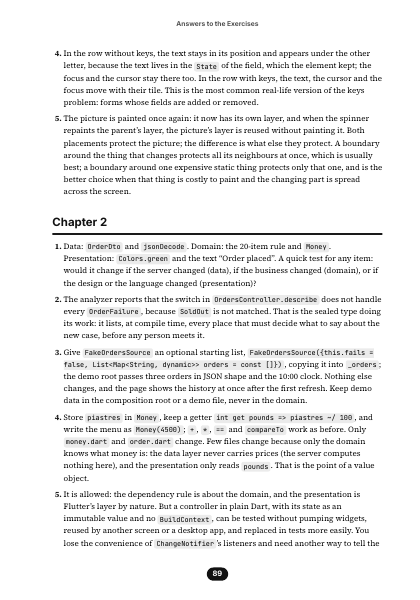 Answers to the Exercises
4. In the row without keys, the text stays in its position and appears under the other
letter, because the text lives in the State of the field, which the element kept; the
focus and the cursor stay there too. In the row with keys, the text, the cursor and the
focus move with their tile. This is the most common real-life version of the keys
problem: forms whose fields are added or removed.
5. The picture is painted once again: it now has its own layer, and when the spinner
repaints the parent's layer, the picture's layer is reused without painting it. Both
placements protect the picture; the difference is what else they protect. A boundary
around the thing that changes protects all its neighbours at once, which is usually
best; a boundary around one expensive static thing protects only that one, and is the
better choice when that thing is costly to paint and the changing part is spread
across the screen.
Chapter 2
1. Data: OrderDto and jsonDecode. Domain: the 20-item rule and Money.
Presentation: Colors.green and the text “Order placed”. A quick test for any item:
would it change if the server changed (data), if the business changed (domain), or if
the design or the language changed (presentation)?
2. The analyzer reports that the switch in OrdersController.describe does not handle
every OrderFailure, because SoldOut is not matched. That is the sealed type doing
its work: it lists, at compile time, every place that must decide what to say about the
new case, before any person meets it.
3. Give FakeOrdersSource an optional starting list, FakeOrdersSource({this.fails =
false, List<Map<String, dynamic>> orders = const []}), copying it into _orders;
the demo root passes three orders in JSON shape and the 10:00 clock. Nothing else
changes, and the page shows the history at once after the first refresh. Keep demo
data in the composition root or a demo file, never in the domain.
4. Store piastres in Money, keep a getter int get pounds => piastres ~/ 100, and
write the menu as Money(4500); +, *, == and compareTo work as before. Only
money.dart and order.dart change. Few files change because only the domain
knows what money is: the data layer never carries prices (the server computes
nothing here), and the presentation only reads pounds. That is the point of a value
object.
5. It is allowed: the dependency rule is about the domain, and the presentation is
Flutter's layer by nature. But a controller in plain Dart, with its state as an
immutable value and no BuildContext, can be tested without pumping widgets,
reused by another screen or a desktop app, and replaced in tests more easily. You
lose the convenience of ChangeNotifier's listeners and need another way to tell the
89